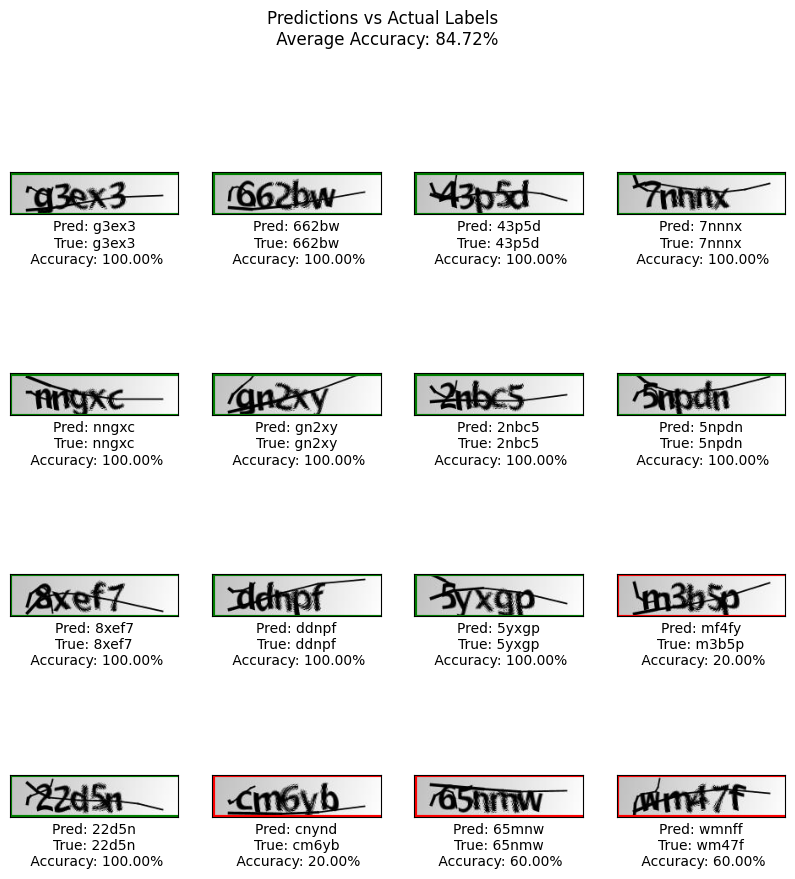 Predictions vs Actual Labels
Average Accuracy: 84.72%
g3ex3
662bw
43p5d
7nnnx
Pred: g3ex3
True: g3ex3
Accuracy: 100.00%
Pred: 662bw
True: 662bw
Accuracy: 100.00%
Pred: 43p5d
True: 43p5d
Accuracy: 100.00%
Pred: 7nnnx
True: 7nnnx
Accuracy: 100.00%
nngxc
gn2xy
2nbc5
5npdn
Pred: nngxc
True: nngxc
Accuracy: 100.00%
Pred: gn2xy
True: gn2xy
Accuracy: 100.00%
Pred: 2nbc5
True: 2nbc5
Accuracy: 100.00%
Pred: 5npdn
True: 5npdn
Accuracy: 100.00%
8xef7
ddnpf
5yxgp
m3b5p
Pred: 8xef7
True: 8xef7
Accuracy: 100.00%
Pred: ddnpf
True: ddnpf
Accuracy: 100.00%
Pred: 5yxgp
True: 5yxgp
Accuracy: 100.00%
Pred: mf4fy
True: m3b5p
Accuracy: 20.00%
22d5n
cm6yb
65nmw
wm47f
Pred: 22d5n
True: 22d5n
Accuracy: 100.00%
Pred: cnynd
True: cm6yb
Accuracy: 20.00%
Pred: 65mnw
True: 65nmw
Accuracy: 60.00%
Pred: wmnff
True: wm47f
Accuracy: 60.00%